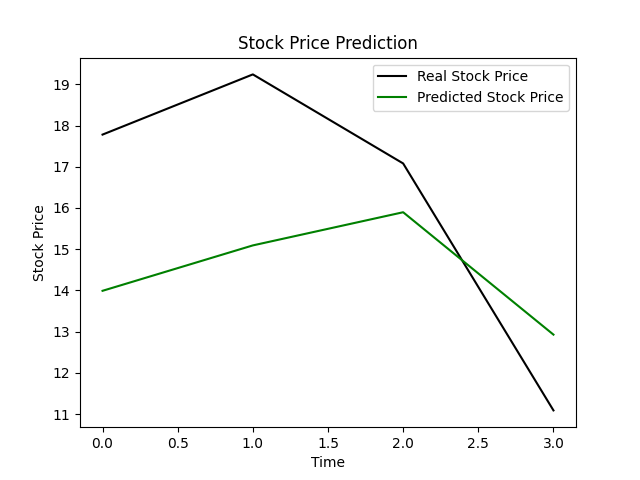 Stock Price Prediction
Real Stock Price
Predicted Stock Price
Stock Price
19
18
17
16
15
14
13
12
11
0.0 0.5 1.0 1.5 2.0 2.5 3.0
Time